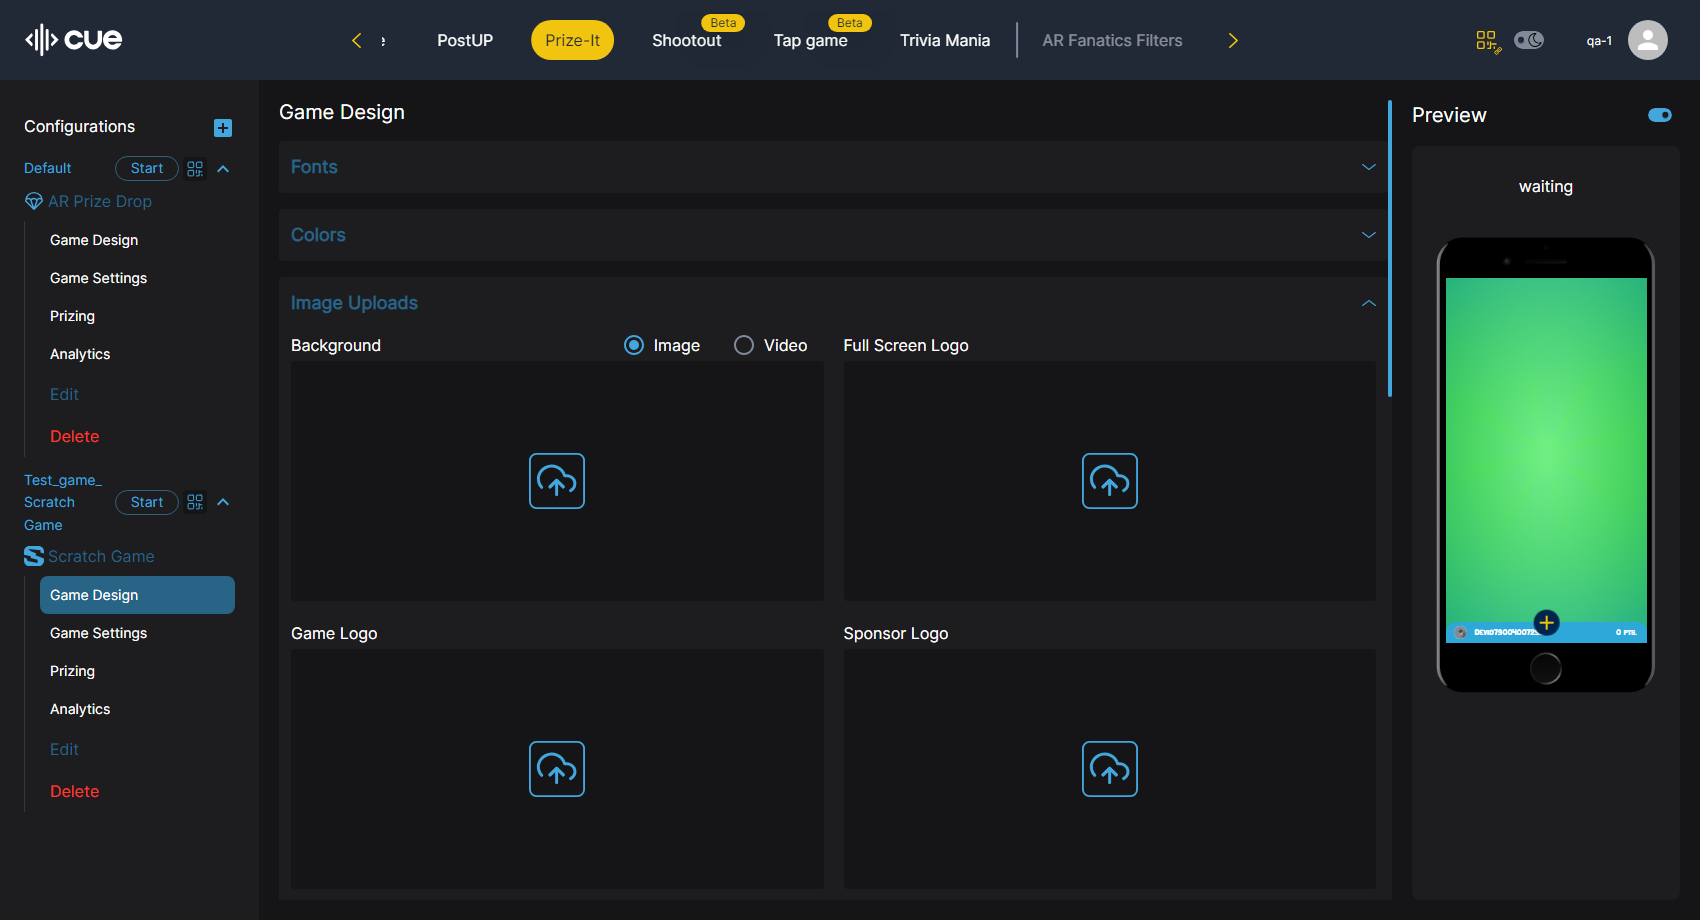 cue
PostUP
Prize-It
Shootout
Beta
Tap game
Beta
Trivia Mania
AR Fanatics Filters
qa-1
Configurations
Default
Start
AR Prize Drop
Game Design
Game Settings
Prizing
Analytics
Edit
Delete
Test_game_
Scratch
Game
Start
Scratch Game
Game Design
Game Settings
Prizing
Analytics
Edit
Delete
Game Design
Fonts
Colors
Image Uploads
Background
Image
Video
Full Screen Logo
Game Logo
Sponsor Logo
Preview
waiting
0 PTS.